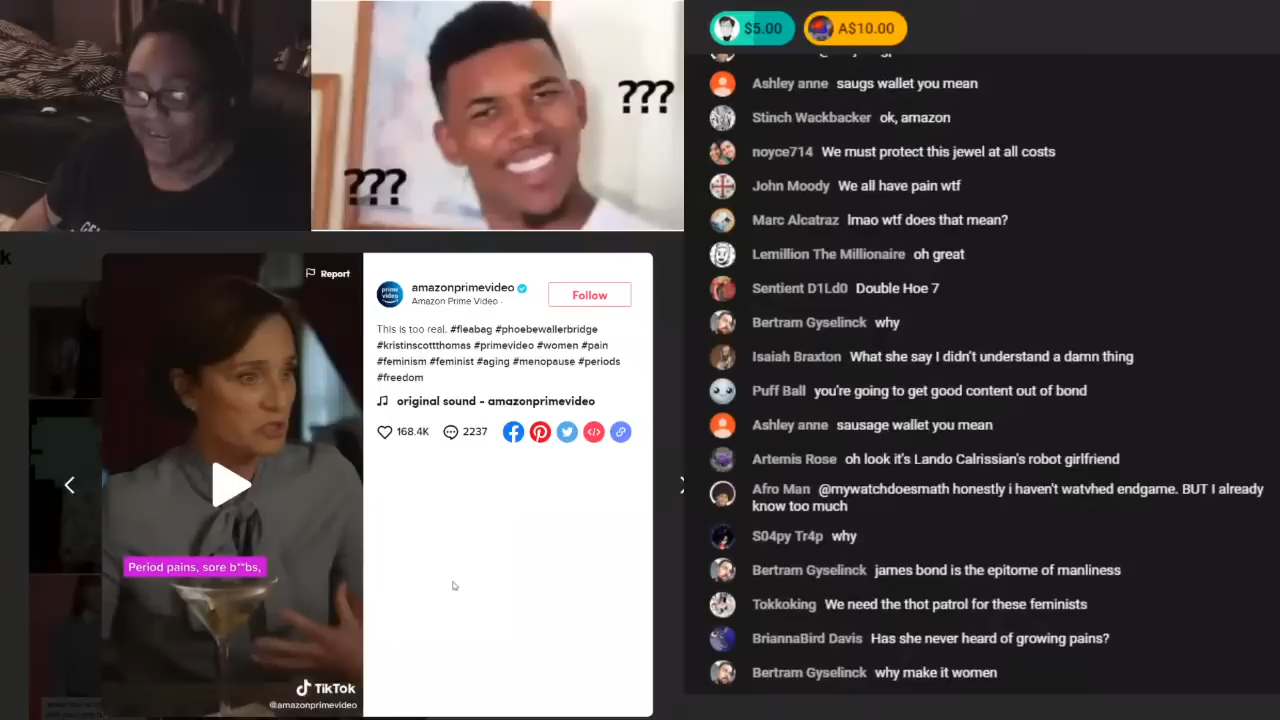 ???
???
k
Report
prime video
amazonprimevideo
Amazon Prime Video ·
Follow
This is too real. #fleabag #phoebewallerbridge
#kristinscottthomas #primevideo #women #pain
#feminism #feminist #aging #menopause #periods
#freedom
original sound - amazonprimevideo
168.4K
2237
Period pains, sore b**bs,
TikTok
@amazonprimevideo
$5.00
A$10.00
Ashley anne saugs wallet you mean
Stinch Wackbacker ok, amazon
noyce714 We must protect this jewel at all costs
John Moody We all have pain wtf
Marc Alcatraz lmao wtf does that mean?
Lemillion The Millionaire oh great
Sentient D1Ld0 Double Hoe 7
Bertram Gyselinck why
Isaiah Braxton What she say I didn't understand a damn thing
Puff Ball you're going to get good content out of bond
Ashley anne sausage wallet you mean
Artemis Rose oh look it's Lando Calrissian's robot girlfriend
Afro Man @mywatchdoesmath honestly i haven't watvhed endgame. BUT I already
know too much
S04py Tr4p why
Bertram Gyselinck james bond is the epitome of manliness
Tokkoking We need the thot patrol for these feminists
BriannaBird Davis Has she never heard of growing pains?
Bertram Gyselinck why make it women